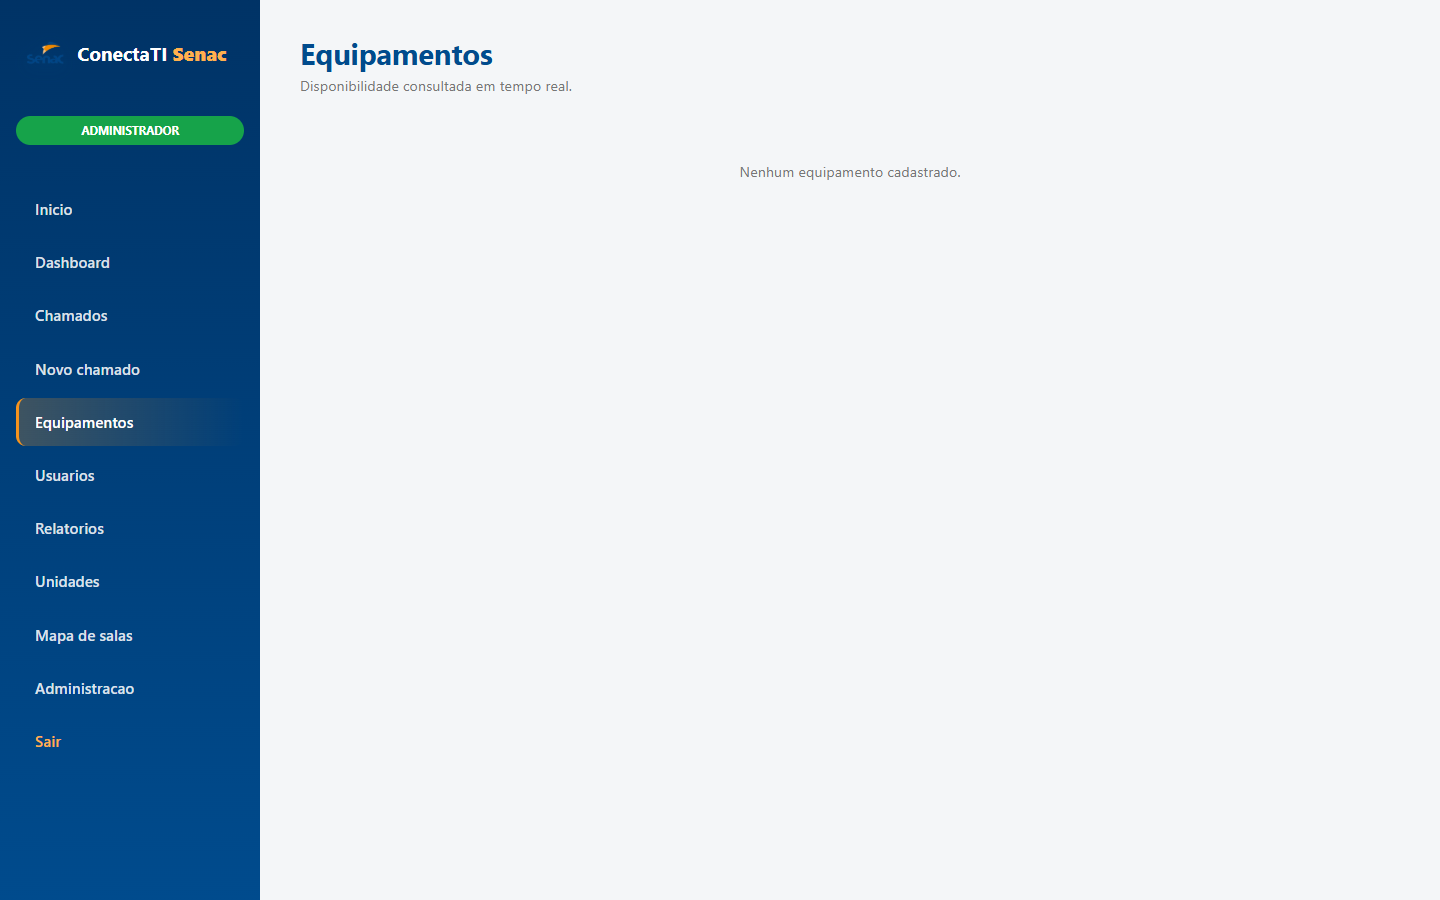 Senac
ConectaTI Senac
ADMINISTRADOR
Inicio
Dashboard
Chamados
Novo chamado
Equipamentos
Usuarios
Relatorios
Unidades
Mapa de salas
Administracao
Sair
Equipamentos
Disponibilidade consultada em tempo real.
Nenhum equipamento cadastrado.